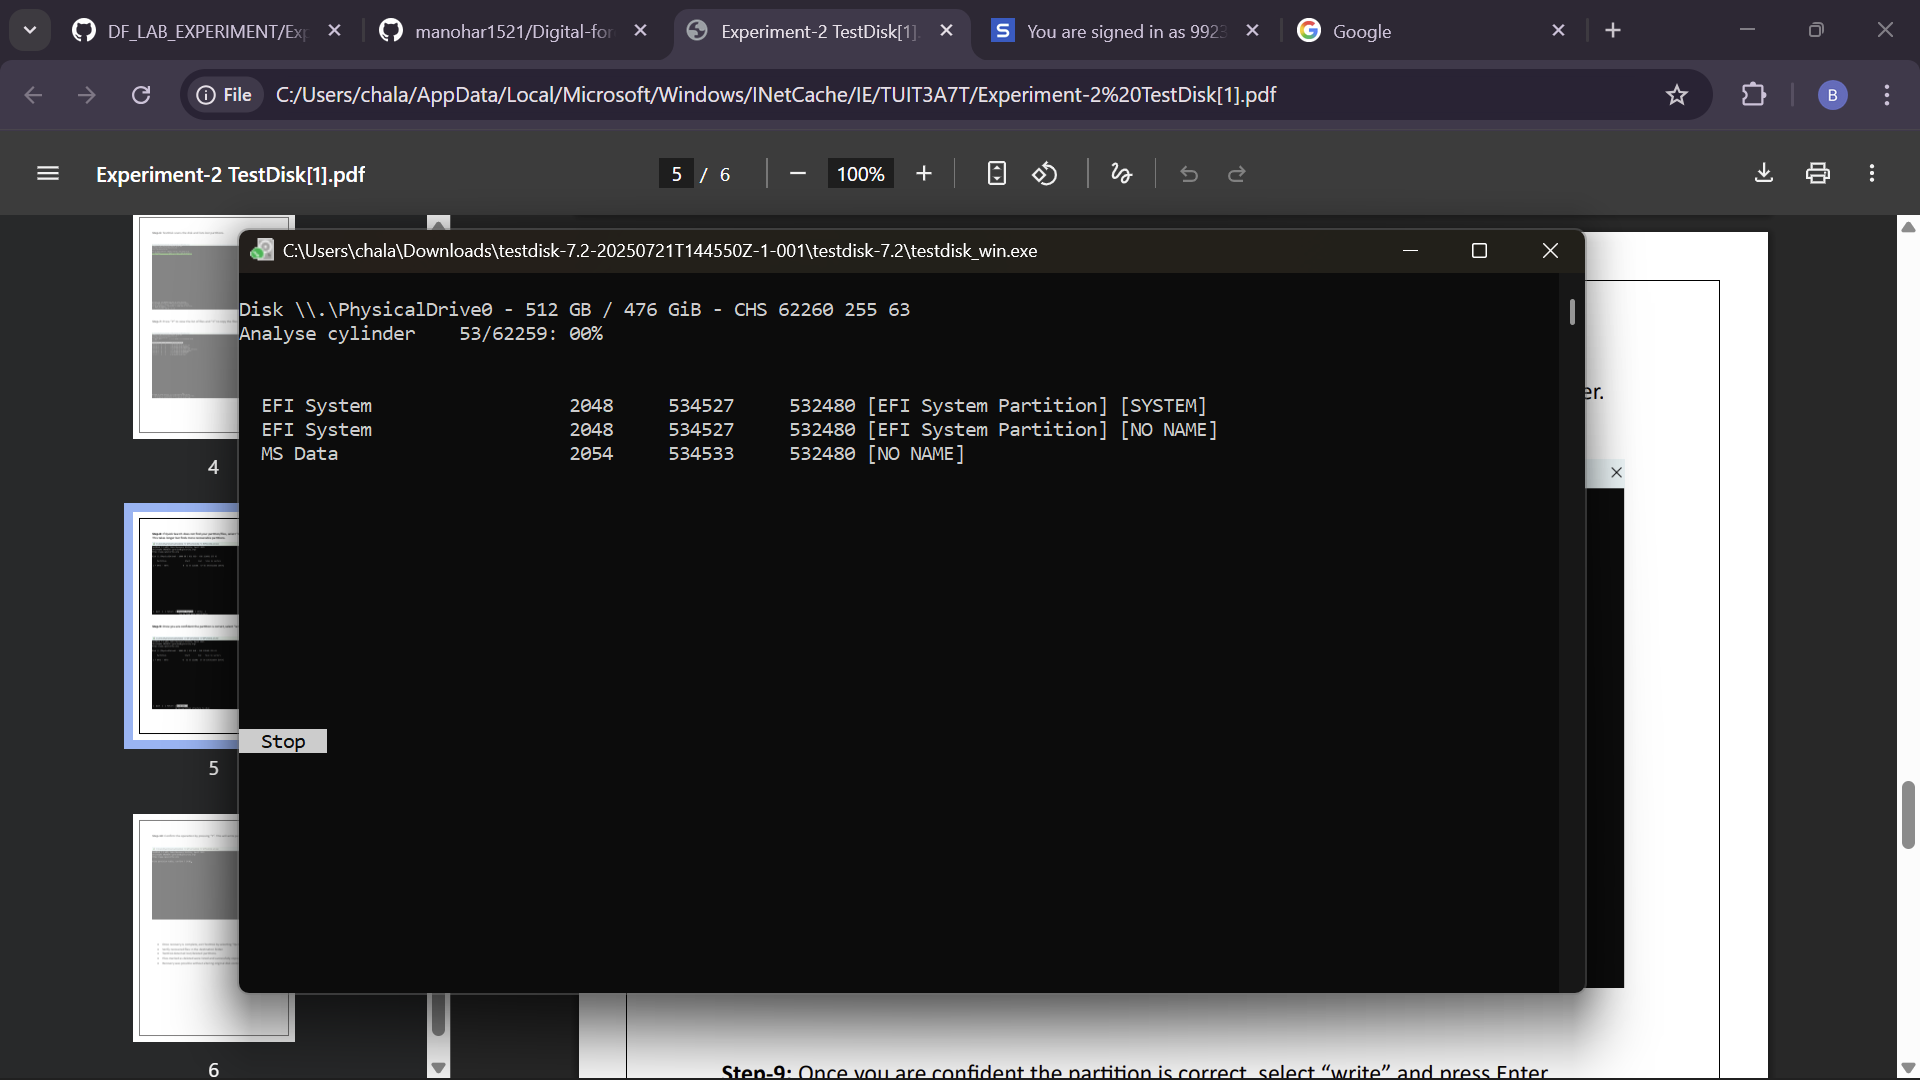 DF_LAB_EXPERIMENT/Exp
manohar1521/Digital-for
Experiment-2 TestDisk[1].
You are signed in as 9923
Google
File
C:/Users/chala/AppData/Local/Microsoft/Windows/INetCache/IE/TUIT3A7T/Experiment-2%20TestDisk[1].pdf
B
Experiment-2 TestDisk[1].pdf
5 / 6
100%
C:\Users\chala\Downloads\testdisk-7.2-20250721T144550Z-1-001\testdisk-7.2\testdisk_win.exe
Disk \\.\PhysicalDrive0 - 512 GB / 476 GiB - CHS 62260 255 63
Analyse cylinder 53/62259: 00%
EFI System 2048 534527 532480 [EFI System Partition] [SYSTEM]
EFI System 2048 534527 532480 [EFI System Partition] [NO NAME]
MS Data 2054 534533 532480 [NO NAME]
Stop
er.
4
5
6
Step-9: Once you are confident the partition is correct, select “write” and press Enter